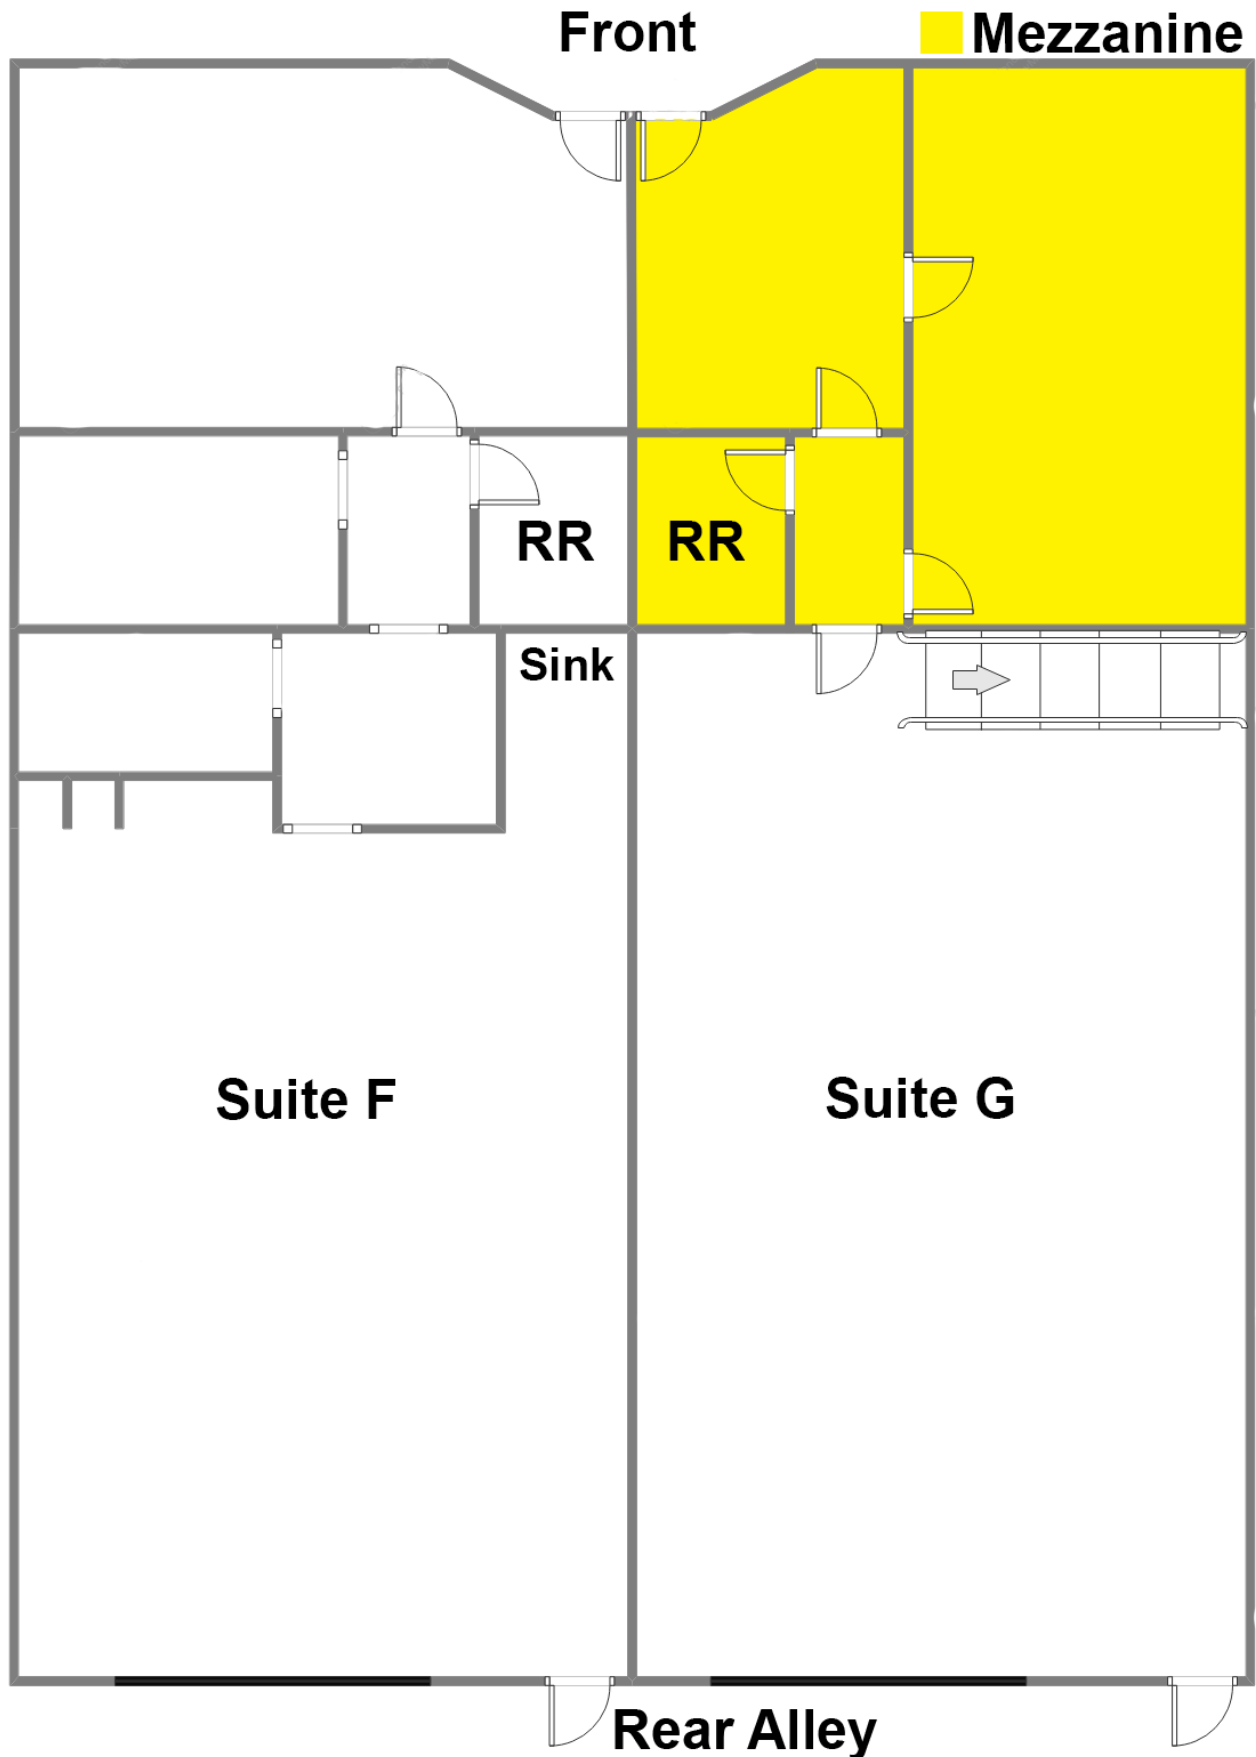 Front
Mezzanine
RR
RR
Sink
Suite F
Suite G
Rear Alley